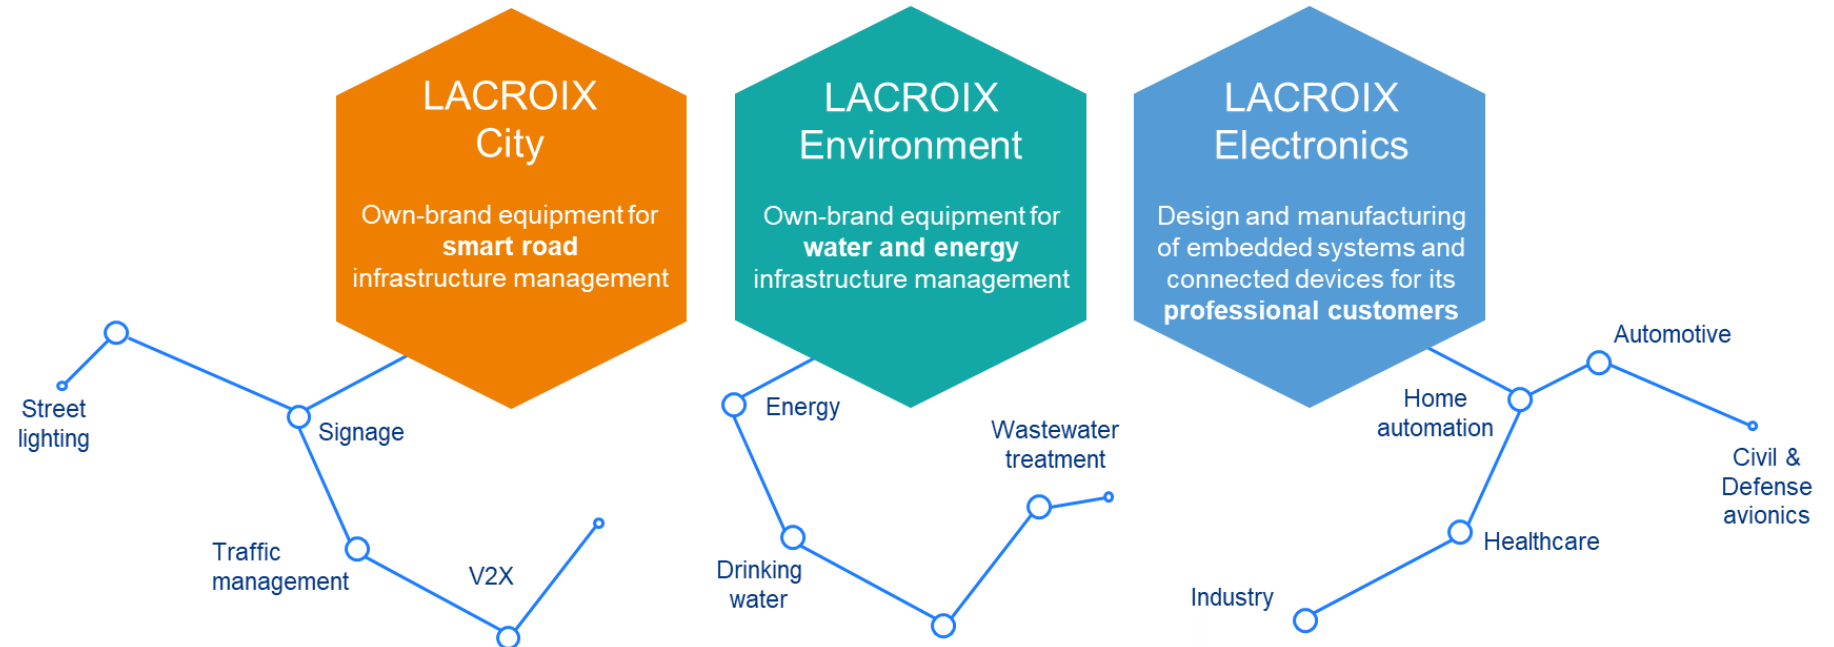 LACROIX
City
Own-brand equipment for
smart road
infrastructure management
LACROIX
Environment
Own-brand equipment for
water and energy
infrastructure management
LACROIX
Electronics
Design and manufacturing
of embedded systems and
connected devices for its
professional customers
Street
lighting
Signage
Traffic
management
V2X
Energy
Drinking
water
Wastewater
treatment
Automotive
Home
automation
Civil &
Defense
avionics
Healthcare
Industry